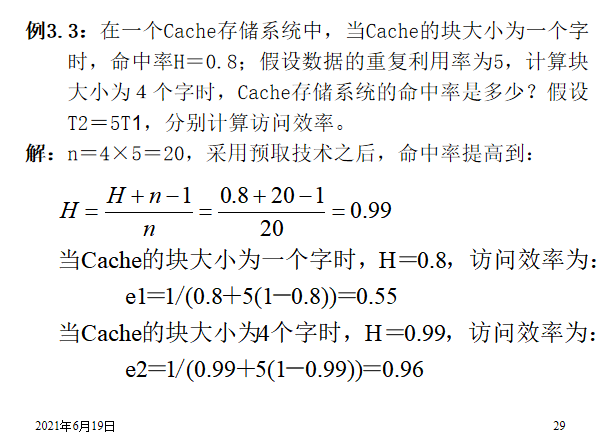 例3.3：在一个Cache存储系统中，当Cache的块大小为一个字
时，命中率H＝0.8；假设数据的重复利用率为5，计算块
大小为４个字时，Cache存储系统的命中率是多少？假设
T2＝5T1，分别计算访问效率。
解：n＝4×5＝20，采用预取技术之后，命中率提高到：
H = (H + n − 1)/n = (0.8 + 20 − 1)/20 = 0.99
当Cache的块大小为一个字时，H＝0.8，访问效率为：
e1＝1/(0.8＋5(1－0.8))＝0.55
当Cache的块大小为4个字时，H＝0.99，访问效率为：
e2＝1/(0.99＋5(1－0.99))＝0.96
2021年6月19日
29